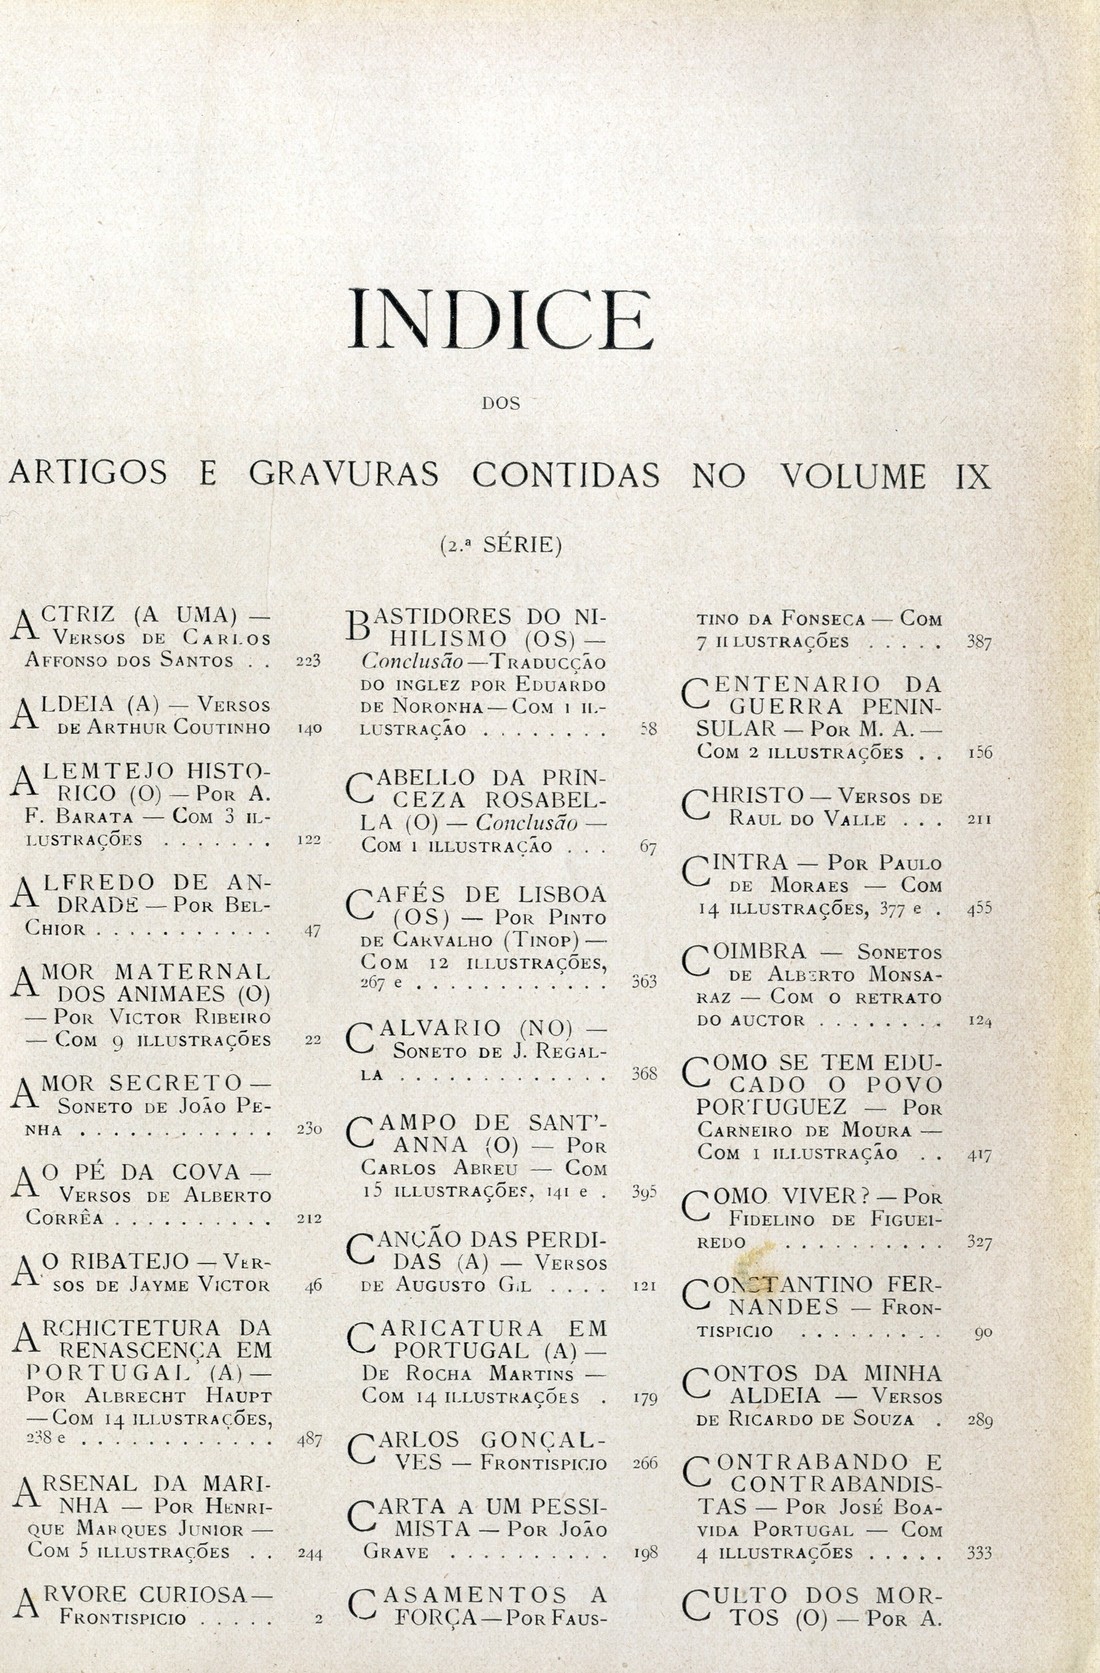 INDICE
DOS
ARTIGOS E GRAVURAS CONTIDAS NO VOLUME IX
(2.ª SÉRIE)
ACTRIZ (A UMA) —
VERSOS DE CARLOS
AFFONSO DOS SANTOS . . 223
ALDEIA (A) — VERSOS
DE ARTHUR COUTINHO 140
ALEMTEJO HISTO-
RICO (O) — POR A.
F. BARATA — COM 3 IL-
LUSTRAÇÕES . . . . . . . 122
ALFREDO DE AN-
DRADE — POR BEL-
CHIOR . . . . . . . . . . . 47
AMOR MATERNAL
DOS ANIMAES (O)
— POR VICTOR RIBEIRO
— COM 9 ILLUSTRAÇÕES 22
AMOR SECRETO —
SONETO DE JOÃO PE-
NHA . . . . . . . . . . . . 230
AO PÉ DA COVA —
VERSOS DE ALBERTO
CORRÊA . . . . . . . . . . 212
AO RIBATEJO — VER-
SOS DE JAYME VICTOR 46
ARCHICTETURA DA
RENASCENÇA EM
PORTUGAL (A) —
POR ALBRECHT HAUPT
— COM 14 ILLUSTRAÇÕES,
238 e . . . . . . . . . . . . 487
ARSENAL DA MARI-
NHA — POR HENRI-
QUE MARQUES JUNIOR —
COM 5 ILLUSTRAÇÕES . . 244
ARVORE CURIOSA —
FRONTISPICIO . . . . . 2
BASTIDORES DO NI-
HILISMO (OS) —
Conclusão — TRADUCÇÃO
DO INGLEZ POR EDUARDO
DE NORONHA — COM 1 IL-
LUSTRAÇÃO . . . . . . . . 58
CABELLO DA PRIN-
CEZA ROSABEL-
LA (O) — Conclusão —
COM 1 ILLUSTRAÇÃO . . . 67
CAFÉS DE LISBOA
(OS) — POR PINTO
DE CARVALHO (TINOP) —
COM 12 ILLUSTRAÇÕES,
267 e . . . . . . . . . . . . 363
CALVARIO (NO) —
SONETO DE J. REGAL-
LA . . . . . . . . . . . . . 368
CAMPO DE SANT'-
ANNA (O) — POR
CARLOS ABREU — COM
15 ILLUSTRAÇÕES, 141 e . 395
CANÇÃO DAS PERDI-
DAS (A) — VERSOS
DE AUGUSTO GIL . . . . 121
CARICATURA EM
PORTUGAL (A) —
DE ROCHA MARTINS —
COM 14 ILLUSTRAÇÕES . 179
CARLOS GONÇAL-
VES — FRONTISPICIO 266
CARTA A UM PESSI-
MISTA — POR JOÃO
GRAVE . . . . . . . . . . 198
CASAMENTOS A
FORÇA — POR FAUS-
TINO DA FONSECA — COM
7 ILLUSTRAÇÕES . . . . . 387
CENTENARIO DA
GUERRA PENIN-
SULAR — POR M. A. —
COM 2 ILLUSTRAÇÕES . . 156
CHRISTO — VERSOS DE
RAUL DO VALLE . . . 211
CINTRA — POR PAULO
DE MORAES — COM
14 ILLUSTRAÇÕES, 377 e . 455
COIMBRA — SONETOS
DE ALBERTO MONSA-
RAZ — COM O RETRATO
DO AUCTOR . . . . . . . . 124
COMO SE TEM EDU-
CADO O POVO
PORTUGUEZ — POR
CARNEIRO DE MOURA —
COM 1 ILLUSTRAÇÃO . . 417
COMO VIVER? — POR
FIDELINO DE FIGUEI-
REDO . . . . . . . . . . 327
CONSTANTINO FER-
NANDES — FRON-
TISPICIO . . . . . . . . . 90
CONTOS DA MINHA
ALDEIA — VERSOS
DE RICARDO DE SOUZA . 289
CONTRABANDO E
CONTRABANDIS-
TAS — POR JOSÉ BOA-
VIDA PORTUGAL — COM
4 ILLUSTRAÇÕES . . . . . 333
CULTO DOS MOR-
TOS (O) — POR A.